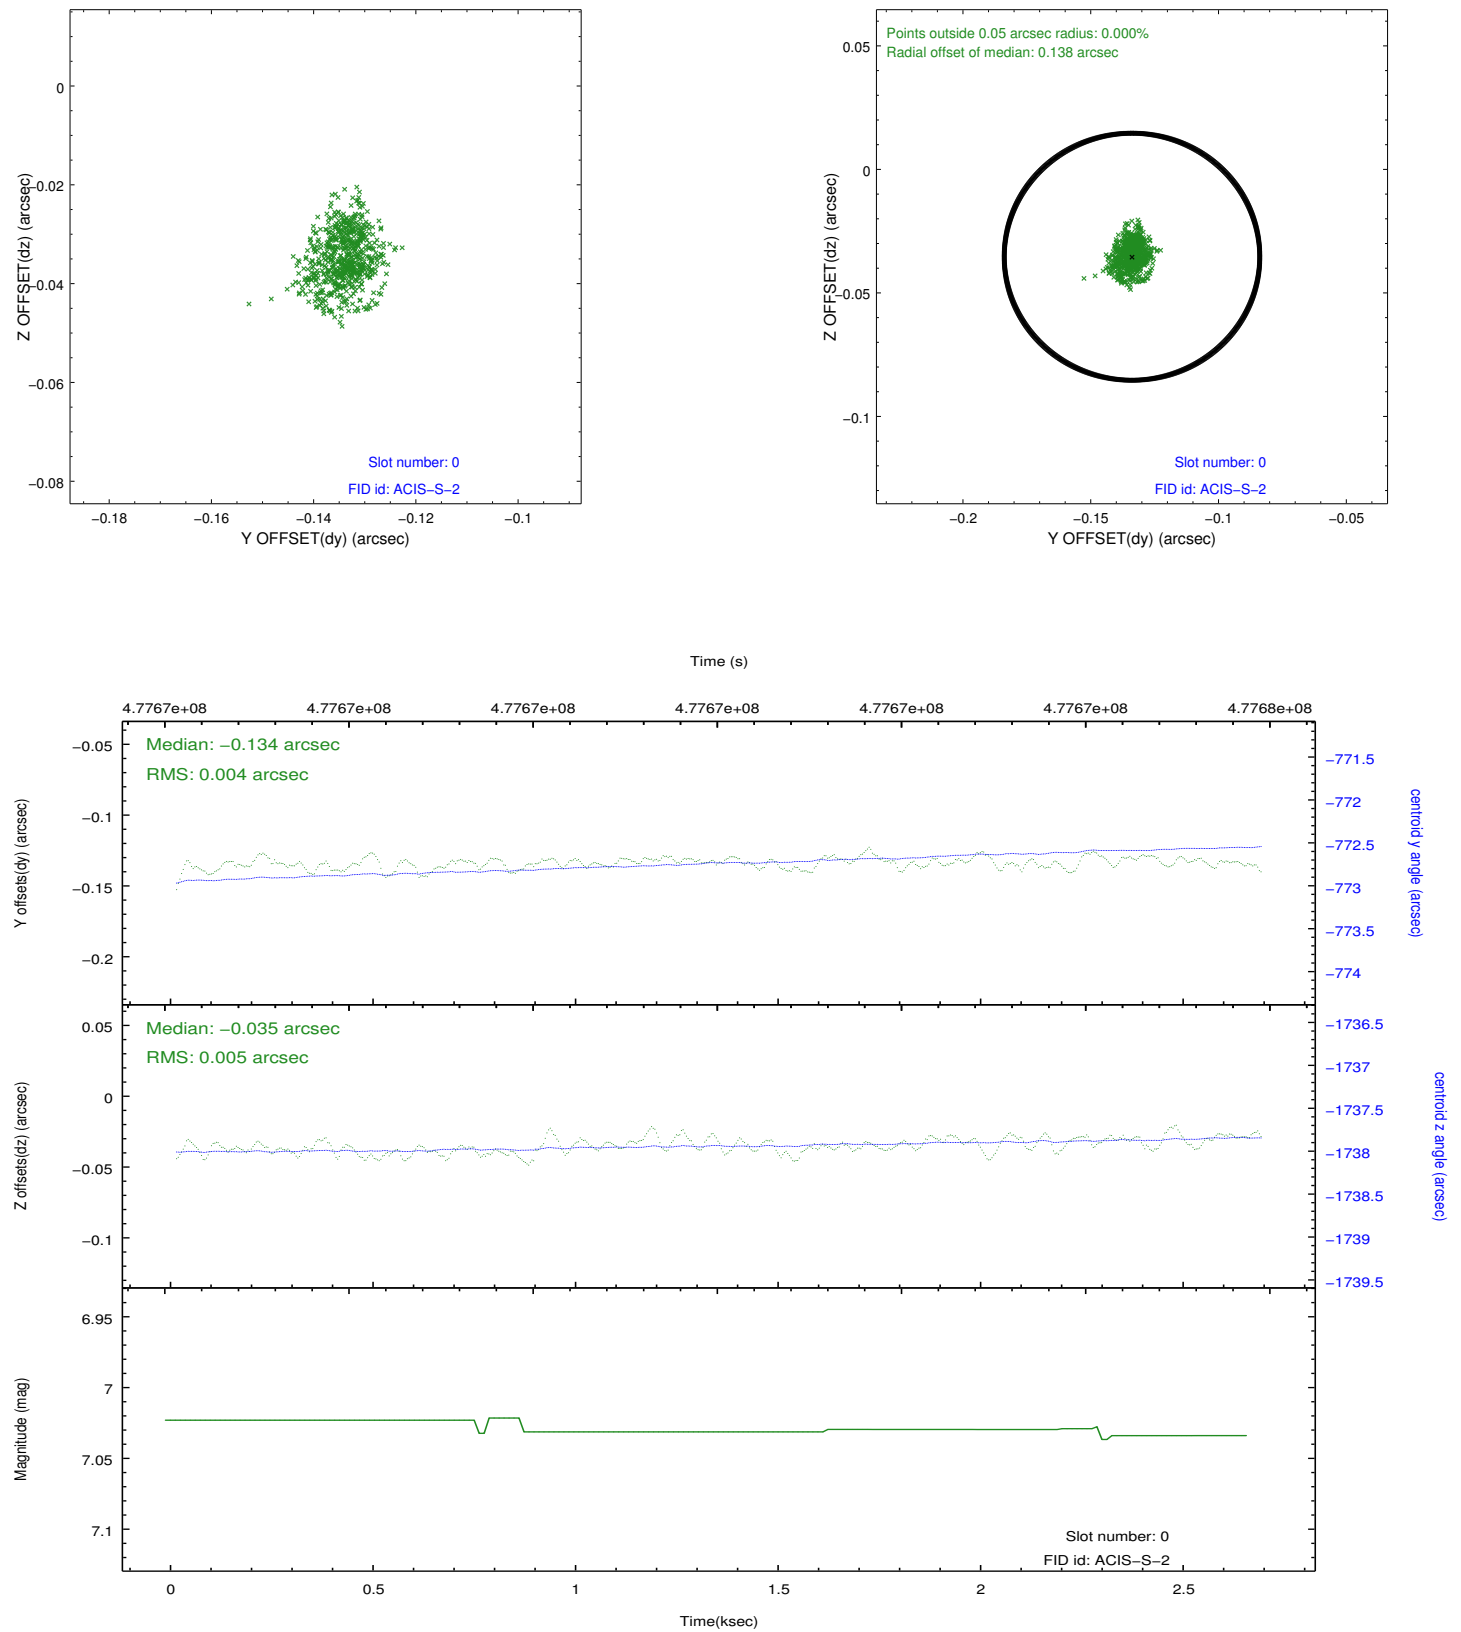 0
−0.02
−0.04
−0.06
−0.08
Z OFFSET(dz) (arcsec)
Slot number: 0
FID id: ACIS−S−2
−0.18
−0.16
−0.14
−0.12
−0.1
Y OFFSET(dy) (arcsec)
Points outside 0.05 arcsec radius: 0.000%
Radial offset of median: 0.138 arcsec
0.05
0
−0.05
−0.1
Z OFFSET(dz) (arcsec)
Slot number: 0
FID id: ACIS−S−2
−0.2
−0.15
−0.1
−0.05
Y OFFSET(dy) (arcsec)
Time (s)
4.7767e+08
4.7767e+08
4.7767e+08
4.7767e+08
4.7767e+08
4.7767e+08
4.7768e+08
Median: −0.134 arcsec
RMS: 0.004 arcsec
−0.05
−0.1
−0.15
−0.2
Y offsets(dy) (arcsec)
−771.5
−772
−772.5
−773
−773.5
−774
centroid y angle (arcsec)
Median: −0.035 arcsec
RMS: 0.005 arcsec
0.05
0
−0.05
−0.1
Z offsets(dz) (arcsec)
−1736.5
−1737
−1737.5
−1738
−1738.5
−1739
−1739.5
centroid z angle (arcsec)
6.95
7
7.05
7.1
Magnitude (mag)
Slot number: 0
FID id: ACIS−S−2
0
0.5
1
1.5
2
2.5
Time(ksec)